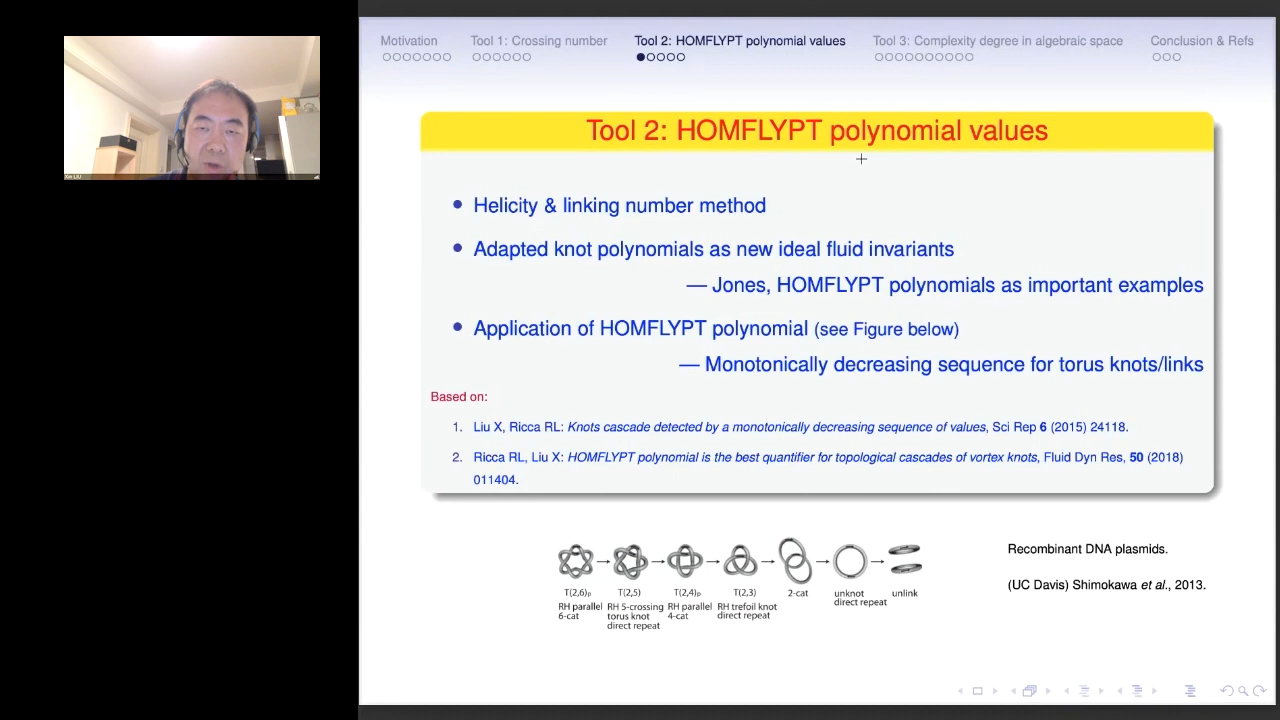 Motivation
Tool 1: Crossing number
Tool 2: HOMFLYPT polynomial values
Tool 3: Complexity degree in algebraic space
Conclusion & Refs
Tool 2: HOMFLYPT polynomial values
• Helicity & linking number method
• Adapted knot polynomials as new ideal fluid invariants
— Jones, HOMFLYPT polynomials as important examples
• Application of HOMFLYPT polynomial (see Figure below)
— Monotonically decreasing sequence for torus knots/links
Based on:
1. Liu X, Ricca RL: Knots cascade detected by a monotonically decreasing sequence of values, Sci Rep 6 (2015) 24118.
2. Ricca RL, Liu X: HOMFLYPT polynomial is the best quantifier for topological cascades of vortex knots, Fluid Dyn Res, 50 (2018)
011404.
T(2,6)p
RH parallel
6-cat
T(2,5)
RH 5-crossing
torus knot
direct repeat
T(2,4)p
RH parallel
4-cat
T(2,3)
RH trefoil knot
direct repeat
2-cat
unknot
direct repeat
unlink
Recombinant DNA plasmids.
(UC Davis) Shimokawa et al., 2013.
Xin LIU